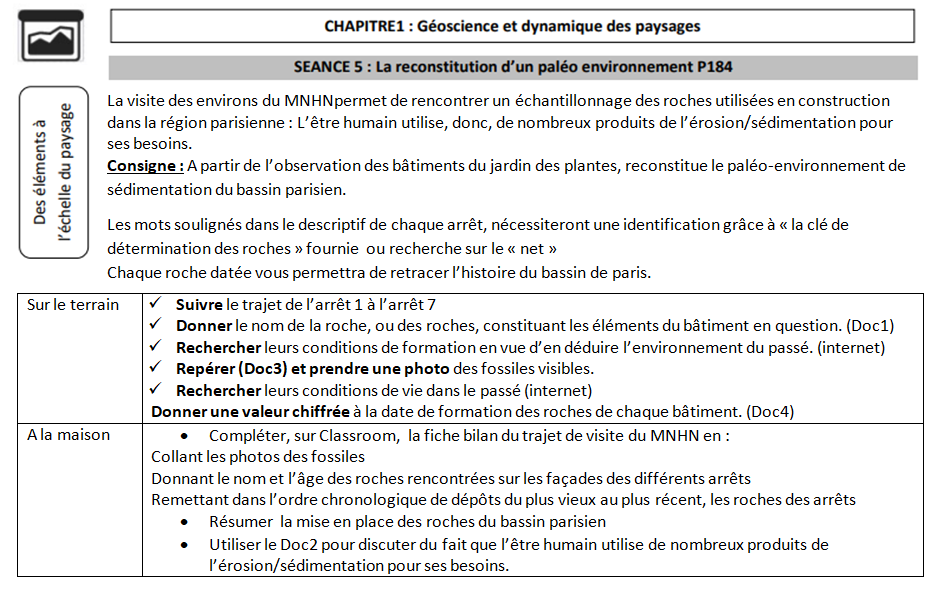 CHAPITRE1 : Géoscience et dynamique des paysages
SEANCE 5 : La reconstitution d'un paléo environnement P184
Des éléments à
l'échelle du paysage
La visite des environs du MNHNpermet de rencontrer un échantillonnage des roches utilisées en construction
dans la région parisienne : L'être humain utilise, donc, de nombreux produits de l'érosion/sédimentation pour
ses besoins.
Consigne : A partir de l'observation des bâtiments du jardin des plantes, reconstitue le paléo-environnement de
sédimentation du bassin parisien.
Les mots soulignés dans le descriptif de chaque arrêt, nécessiteront une identification grâce à « la clé de
détermination des roches » fournie ou recherche sur le « net »
Chaque roche datée vous permettra de retracer l'histoire du bassin de paris.
Sur le terrain
✓ Suivre le trajet de l'arrêt 1 à l'arrêt 7
✓ Donner le nom de la roche, ou des roches, constituant les éléments du bâtiment en question. (Doc1)
✓ Rechercher leurs conditions de formation en vue d'en déduire l'environnement du passé. (internet)
✓ Repérer (Doc3) et prendre une photo des fossiles visibles.
✓ Rechercher leurs conditions de vie dans le passé (internet)
Donner une valeur chiffrée à la date de formation des roches de chaque bâtiment. (Doc4)
A la maison
• Compléter, sur Classroom, la fiche bilan du trajet de visite du MNHN en :
Collant les photos des fossiles
Donnant le nom et l'âge des roches rencontrées sur les façades des différents arrêts
Remettant dans l'ordre chronologique de dépôts du plus vieux au plus récent, les roches des arrêts
• Résumer la mise en place des roches du bassin parisien
• Utiliser le Doc2 pour discuter du fait que l'être humain utilise de nombreux produits de
l'érosion/sédimentation pour ses besoins.